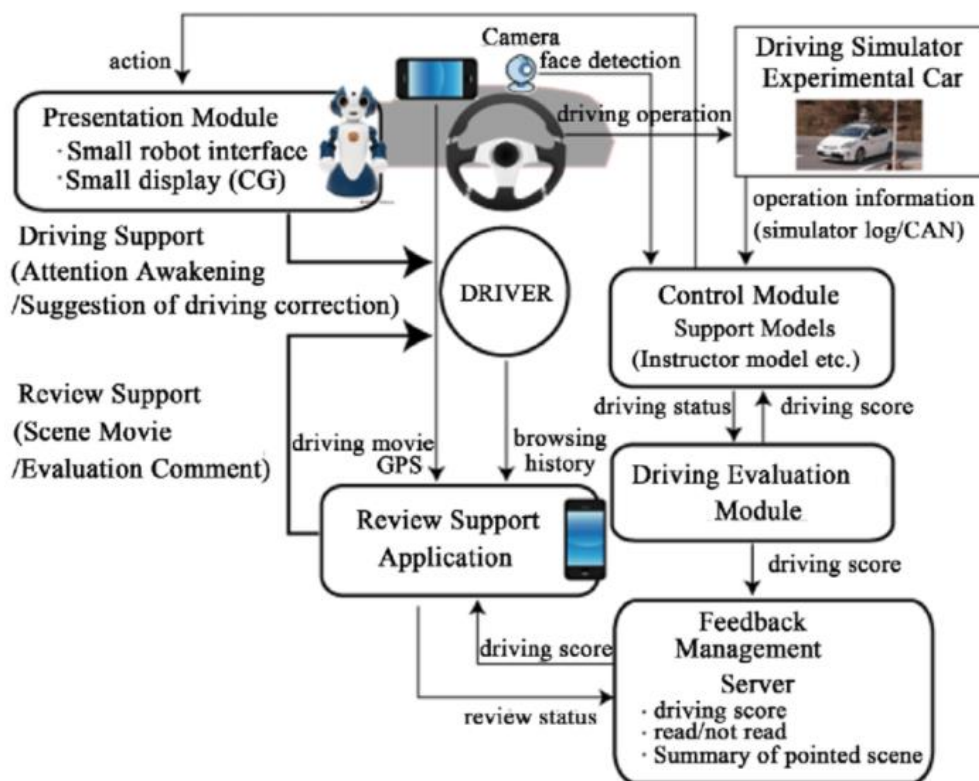 action
Camera
face detection
Driving Simulator
Experimental Car
Presentation Module
· Small robot interface
· Small display (CG)
driving operation
operation information
(simulator log/CAN)
Driving Support
(Attention Awakening
/Suggestion of driving correction)
DRIVER
Control Module
Support Models
(Instructor model etc.)
Review Support
(Scene Movie
/Evaluation Comment)
driving movie
GPS
browsing
history
driving status
driving score
Driving Evaluation
Module
Review Support
Application
driving score
Feedback
Management
Server
· driving score
· read/not read
· Summary of pointed scene
driving score
review status